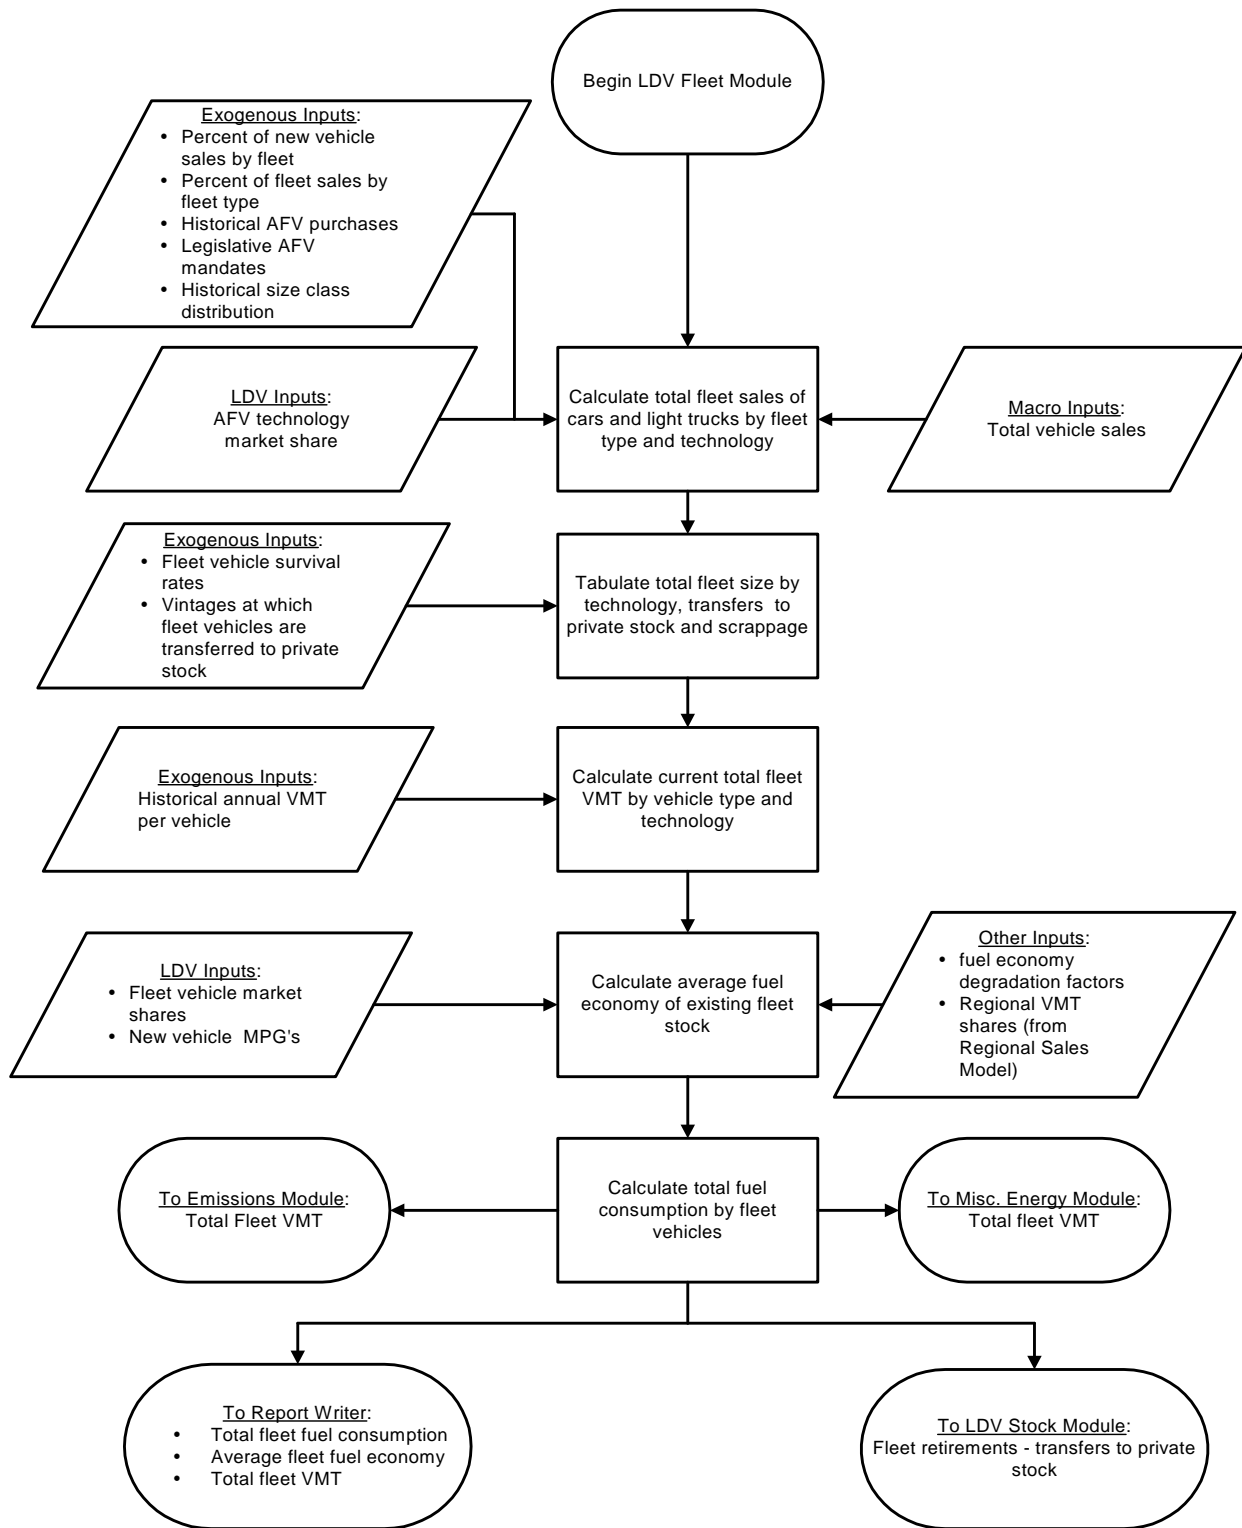 Begin LDV Fleet Module
Exogenous Inputs:
• Percent of new vehicle
sales by fleet
• Percent of fleet sales by
fleet type
• Historical AFV purchases
• Legislative AFV
mandates
• Historical size class
distribution
LDV Inputs:
AFV technology
market share
Calculate total fleet sales of
cars and light trucks by fleet
type and technology
Macro Inputs:
Total vehicle sales
Exogenous Inputs:
• Fleet vehicle survival
rates
• Vintages at which
fleet vehicles are
transferred to private
stock
Tabulate total fleet size by
technology, transfers to
private stock and scrappage
Exogenous Inputs:
Historical annual VMT
per vehicle
Calculate current total fleet
VMT by vehicle type and
technology
LDV Inputs:
• Fleet vehicle market
shares
• New vehicle MPG's
Calculate average fuel
economy of existing fleet
stock
Other Inputs:
• fuel economy
degradation factors
• Regional VMT
shares (from
Regional Sales
Model)
To Emissions Module:
Total Fleet VMT
Calculate total fuel
consumption by fleet
vehicles
To Misc. Energy Module:
Total fleet VMT
To Report Writer:
• Total fleet fuel consumption
• Average fleet fuel economy
• Total fleet VMT
To LDV Stock Module:
Fleet retirements - transfers to private
stock